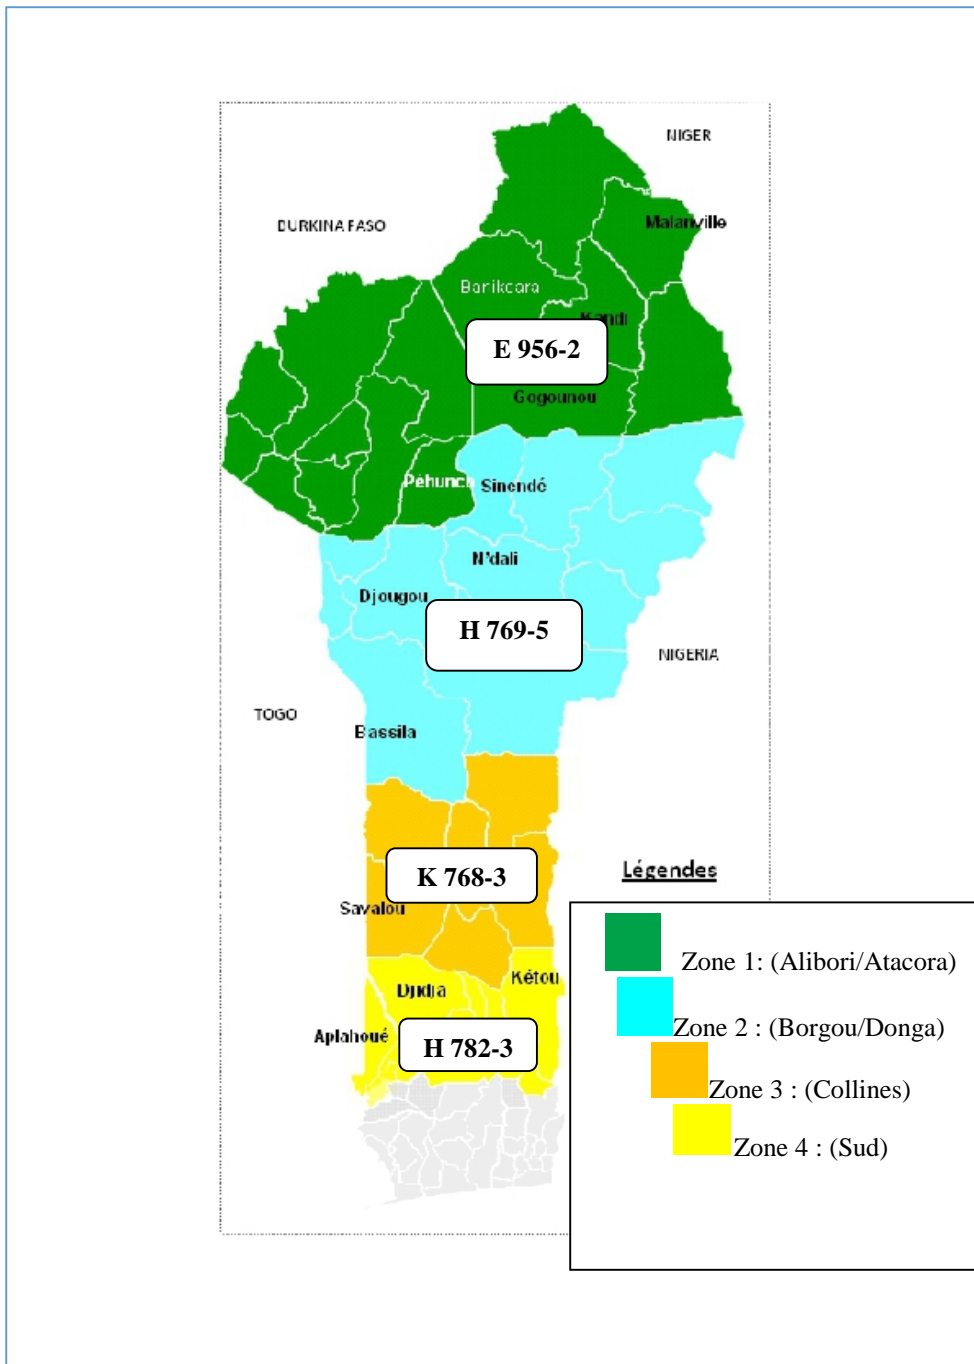 NIGER
BURKINA FASO
Malanville
Banikoara
Kandi
E 956-2
Gogounou
Péhunco
Sinendé
N'dali
Djougou
H 769-5
NIGERIA
TOGO
Bassila
K 768-3
Savalou
Légendes
Zone 1: (Alibori/Atacora)
Kétou
Djidja
Zone 2 : (Borgou/Donga)
Aplahoué
H 782-3
Zone 3 : (Collines)
Zone 4 : (Sud)